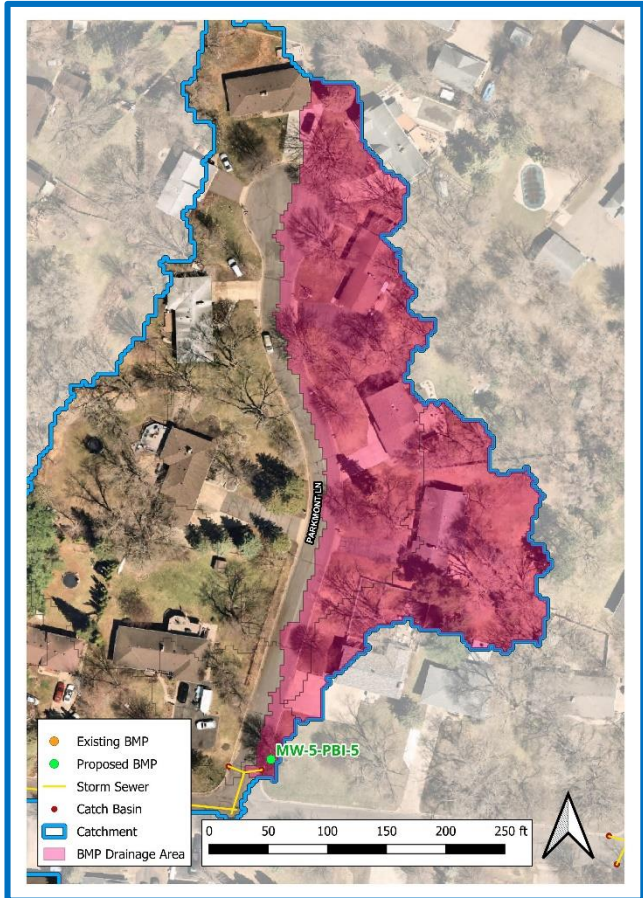 PARKMONT LN
MW-5-PBI-5
Existing BMP
Proposed BMP
Storm Sewer
Catch Basin
Catchment
BMP Drainage Area
0 50 100 150 200 250 ft